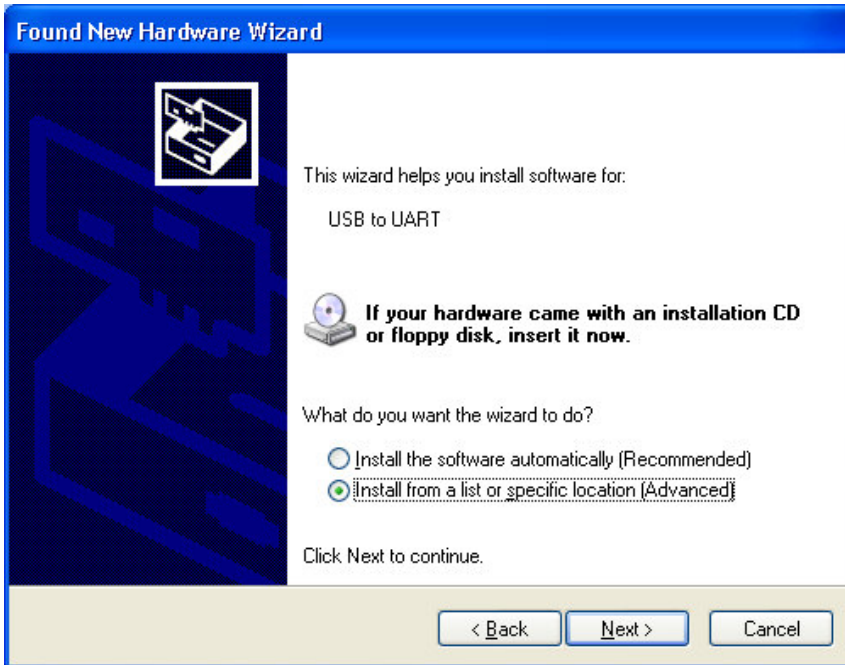 Found New Hardware Wizard
This wizard helps you install software for:
USB to UART
If your hardware came with an installation CD
or floppy disk, insert it now.
What do you want the wizard to do?
Install the software automatically (Recommended)
Install from a list or specific location (Advanced)
Click Next to continue.
< Back Next > Cancel